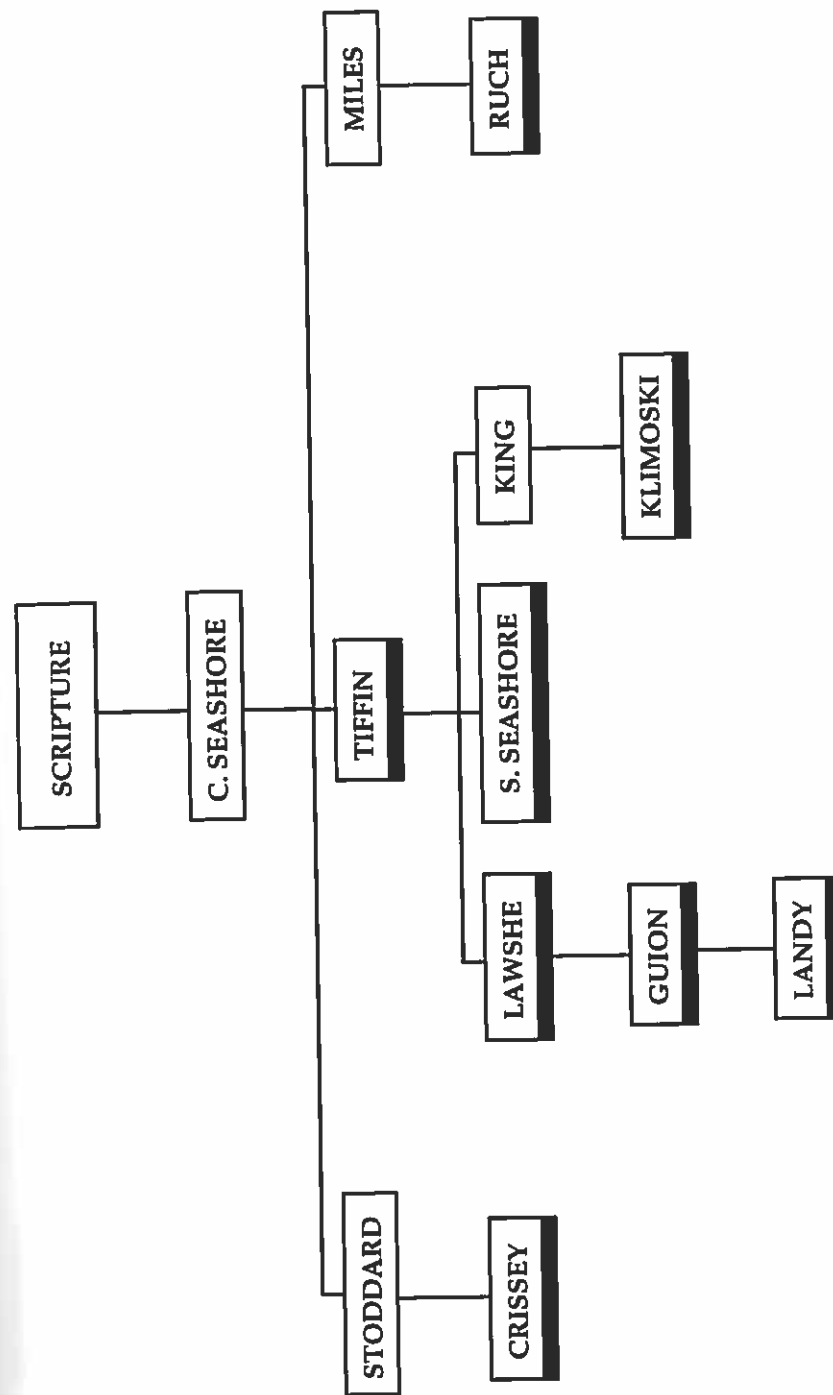 SCRIPTURE
C. SEASHORE
STODDARD
TIFFIN
MILES
CRISSEY
LAWSHE
S. SEASHORE
KING
RUCH
GUION
KLIMOSKI
LANDY